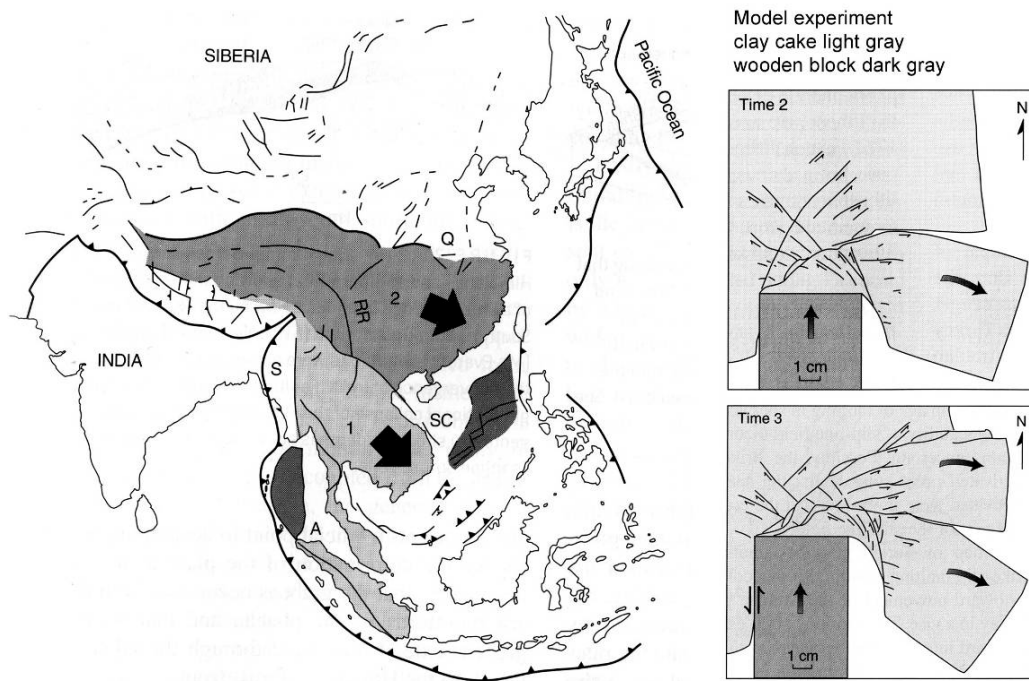 SIBERIA
Pacific Ocean
Q
RR
2
INDIA
S
SC
1
A
Model experiment
clay cake light gray
wooden block dark gray
Time 2
N
1 cm
Time 3
N
1 cm